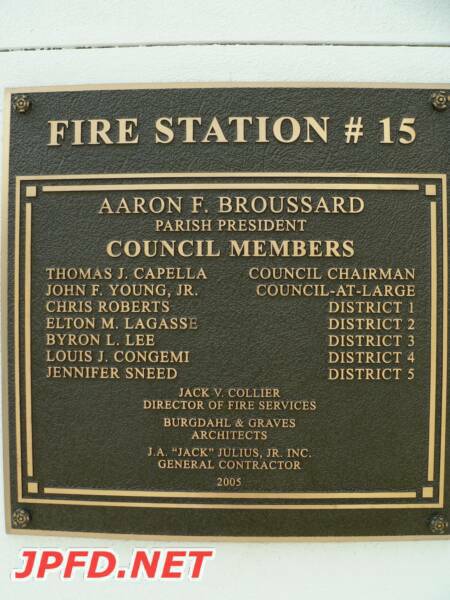 FIRE STATION # 15
AARON F. BROUSSARD
PARISH PRESIDENT
COUNCIL MEMBERS
THOMAS J. CAPELLA COUNCIL CHAIRMAN
JOHN F. YOUNG, JR. COUNCIL-AT-LARGE
CHRIS ROBERTS DISTRICT 1
ELTON M. LAGASSE DISTRICT 2
BYRON L. LEE DISTRICT 3
LOUIS J. CONGEMI DISTRICT 4
JENNIFER SNEED DISTRICT 5
JACK V. COLLIER
DIRECTOR OF FIRE SERVICES
BURGDAHL & GRAVES
ARCHITECTS
J.A. "JACK" JULIUS, JR. INC.
GENERAL CONTRACTOR
2005
JPFD.NET